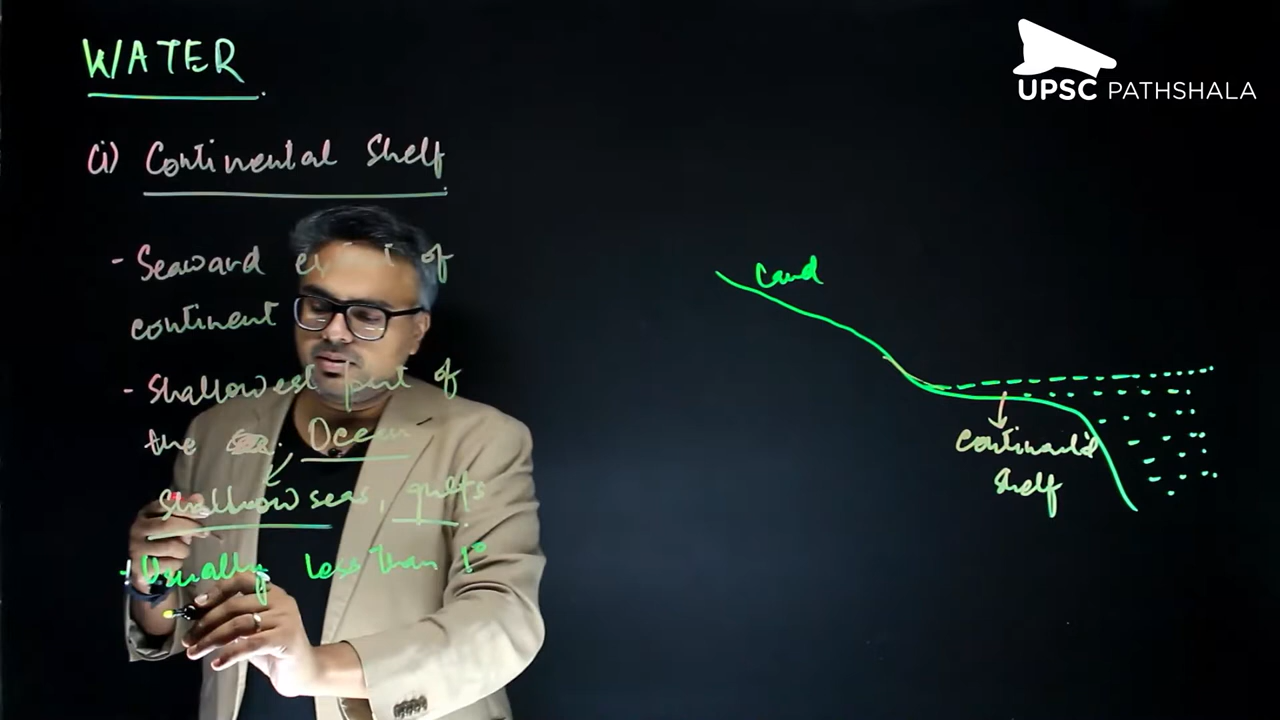 WATER
(i) Continental Shelf
- Seaward of
continent
- Shallowest part of
the Ocean
Shallow seas, gulfs
- Usually less than 1°
Land
Continental
Shelf
UPSC PATHSHALA